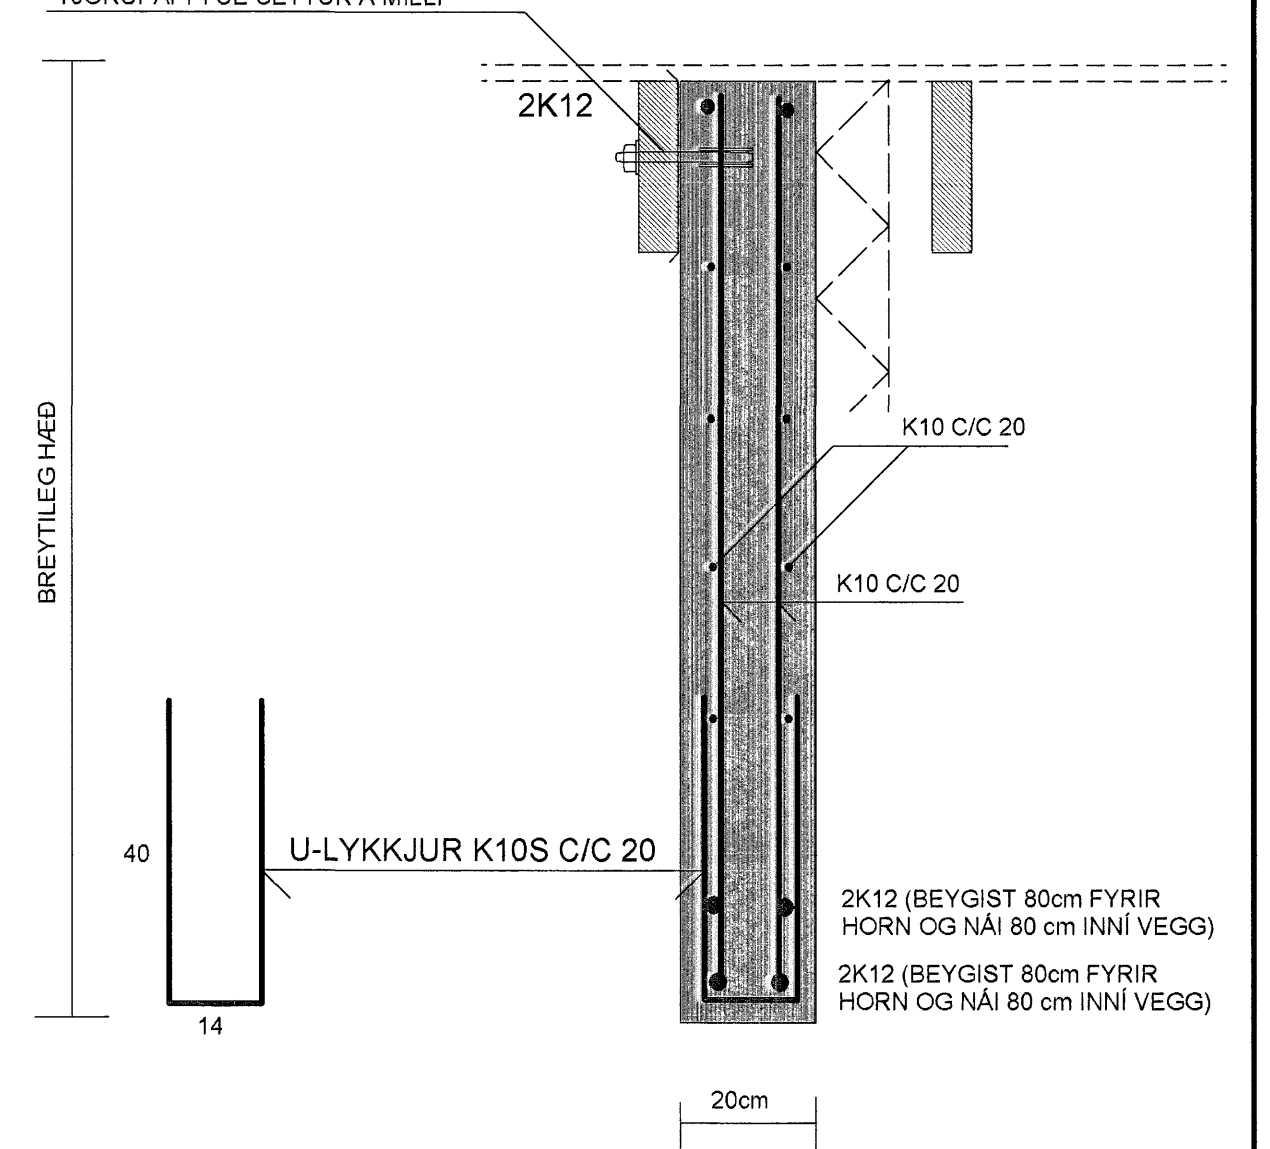 2K12
BREYTILEG HÆÐ
K10 C/C 20
K10 C/C 20
40
U-LYKKJUR K10S C/C 20
14
2K12 (BEYGIST 80cm FYRIR
HORN OG NÁI 80 cm INNÍ VEGG)
2K12 (BEYGIST 80cm FYRIR
HORN OG NÁI 80 cm INNÍ VEGG)
20cm